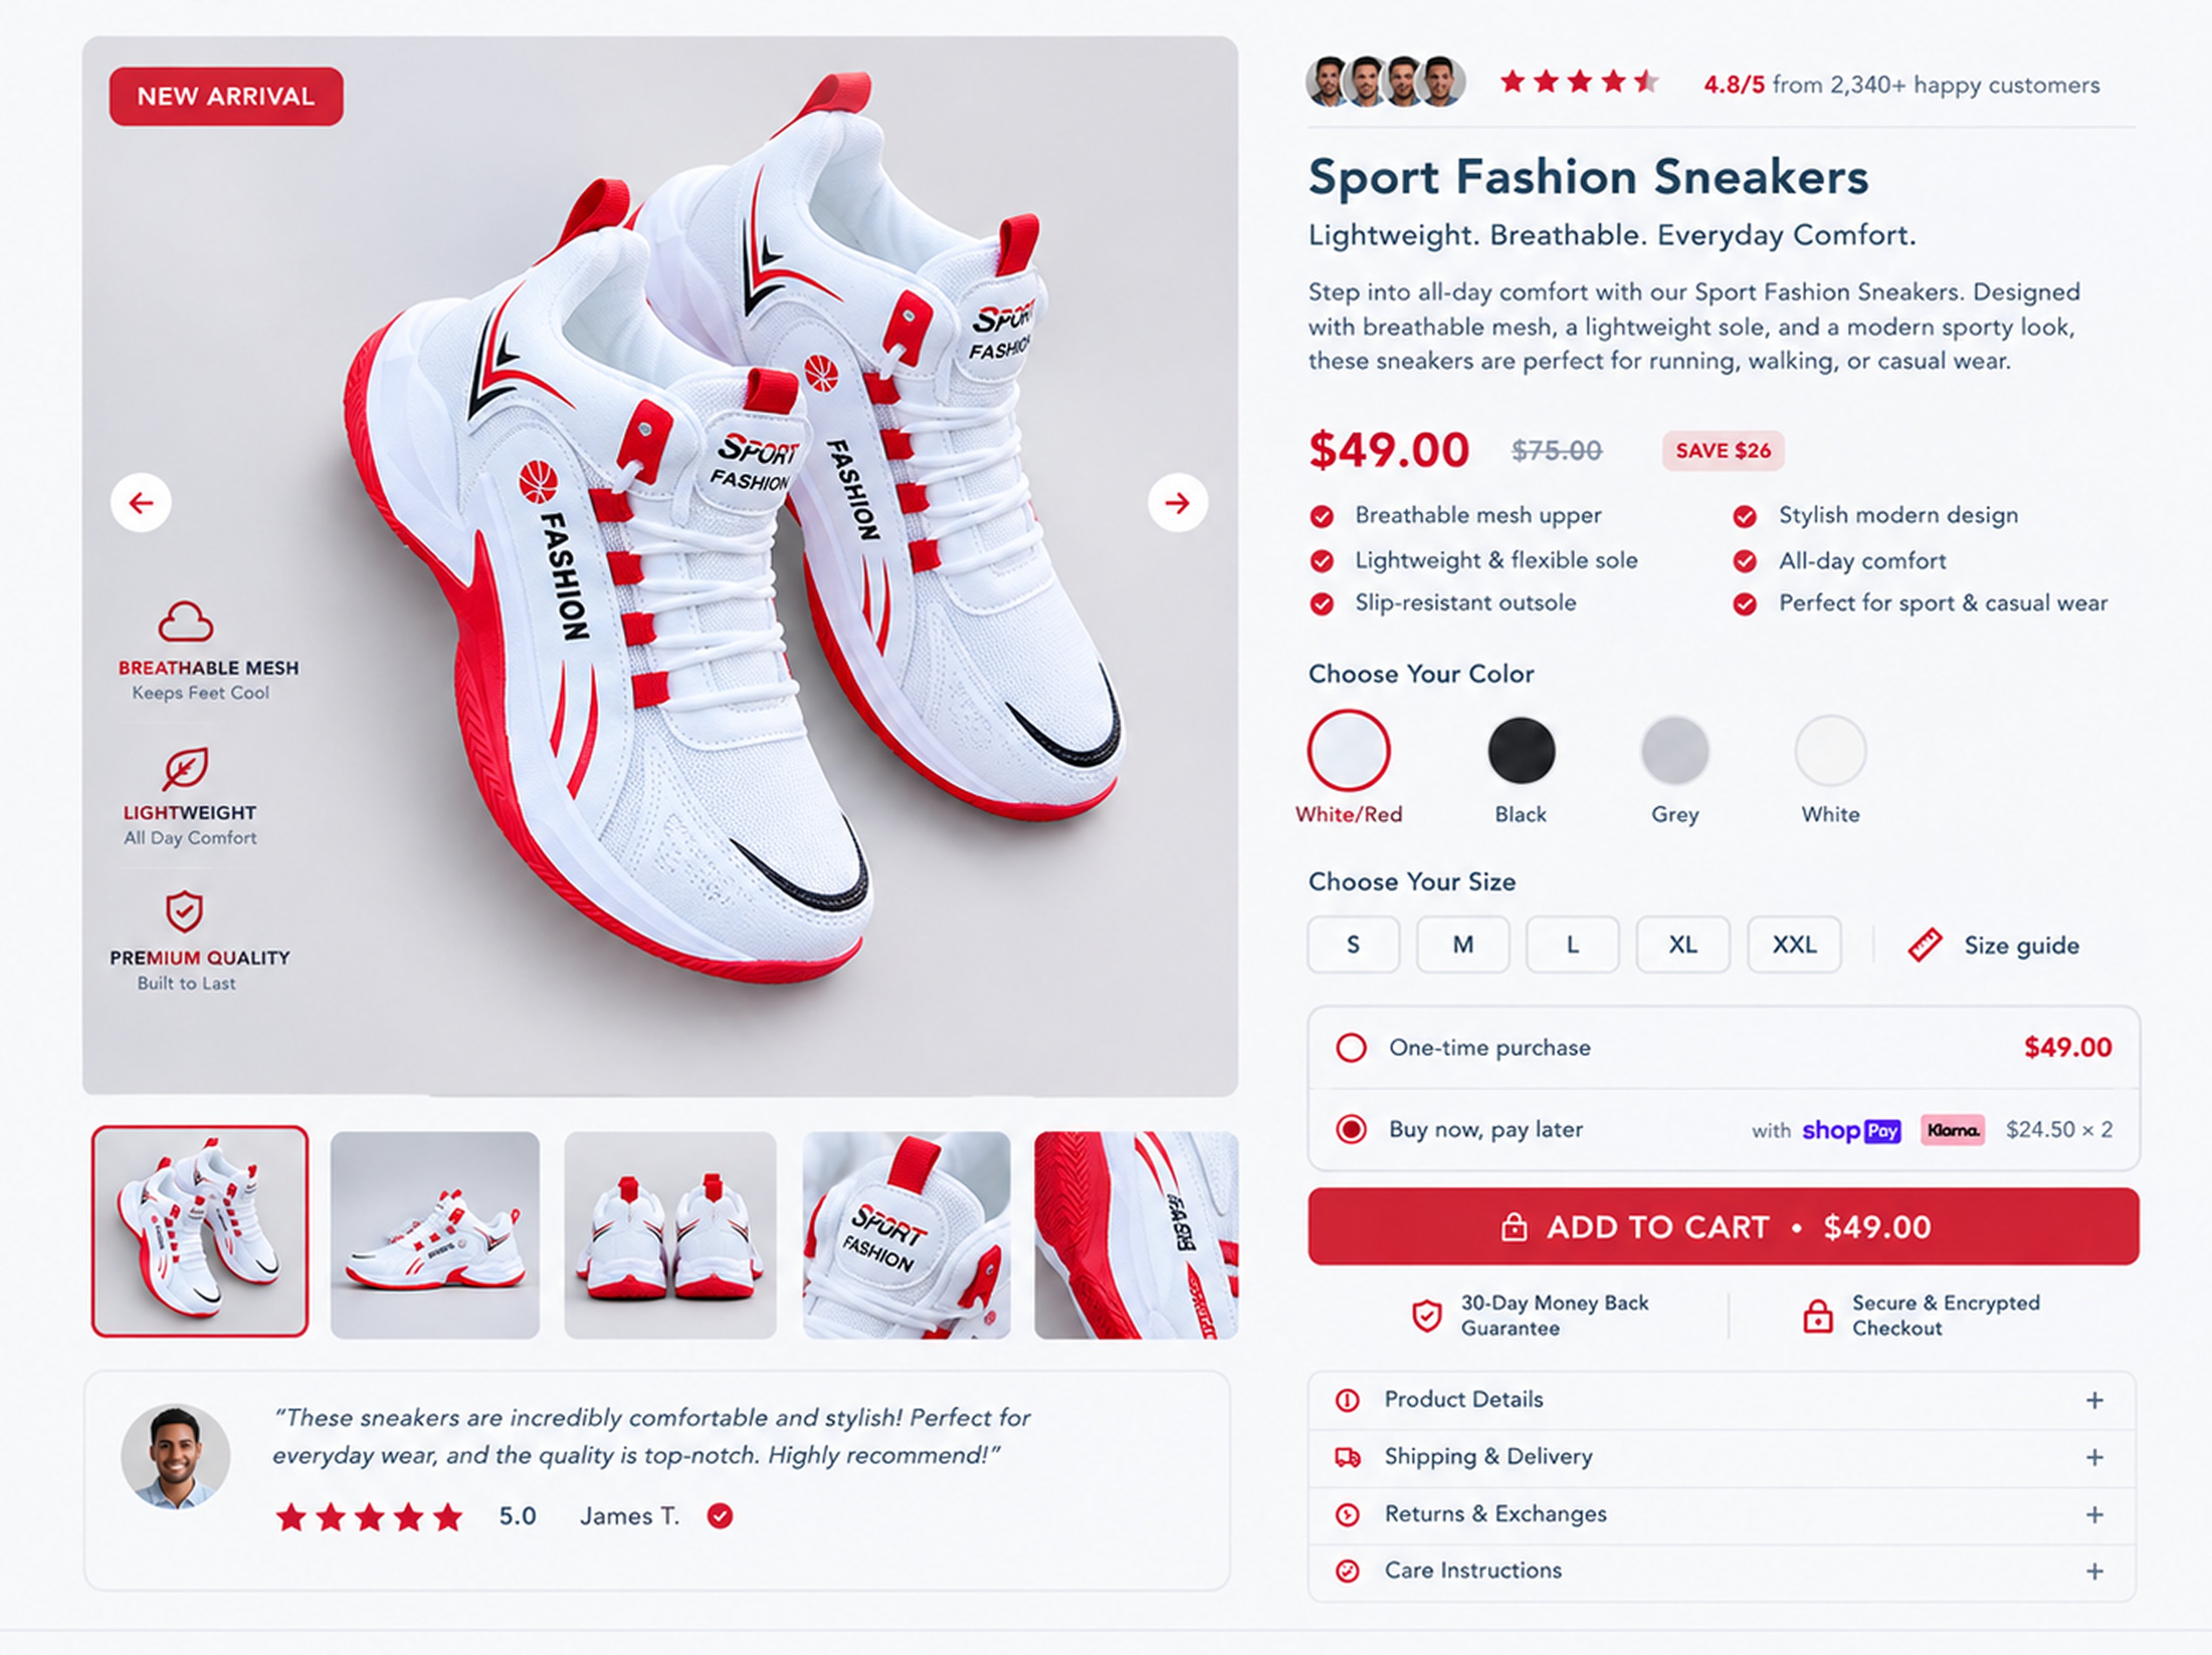 NEW ARRIVAL
SPORT
FASHION
SPORT
FASHION
FASHION
FASHION
BREATHABLE MESH
Keeps Feet Cool
LIGHTWEIGHT
All Day Comfort
PREMIUM QUALITY
Built to Last
SPORT
FASHION
"These sneakers are incredibly comfortable and stylish! Perfect for
everyday wear, and the quality is top-notch. Highly recommend!"
5.0 James T.
4.8/5 from 2,340+ happy customers
Sport Fashion Sneakers
Lightweight. Breathable. Everyday Comfort.
Step into all-day comfort with our Sport Fashion Sneakers. Designed
with breathable mesh, a lightweight sole, and a modern sporty look,
these sneakers are perfect for running, walking, or casual wear.
$49.00 $75.00 SAVE $26
Breathable mesh upper Stylish modern design
Lightweight & flexible sole All-day comfort
Slip-resistant outsole Perfect for sport & casual wear
Choose Your Color
White/Red Black Grey White
Choose Your Size
S M L XL XXL Size guide
One-time purchase $49.00
Buy now, pay later with shop Pay Klarna. $24.50 × 2
ADD TO CART • $49.00
30-Day Money Back
Guarantee
Secure & Encrypted
Checkout
Product Details +
Shipping & Delivery +
Returns & Exchanges +
Care Instructions +